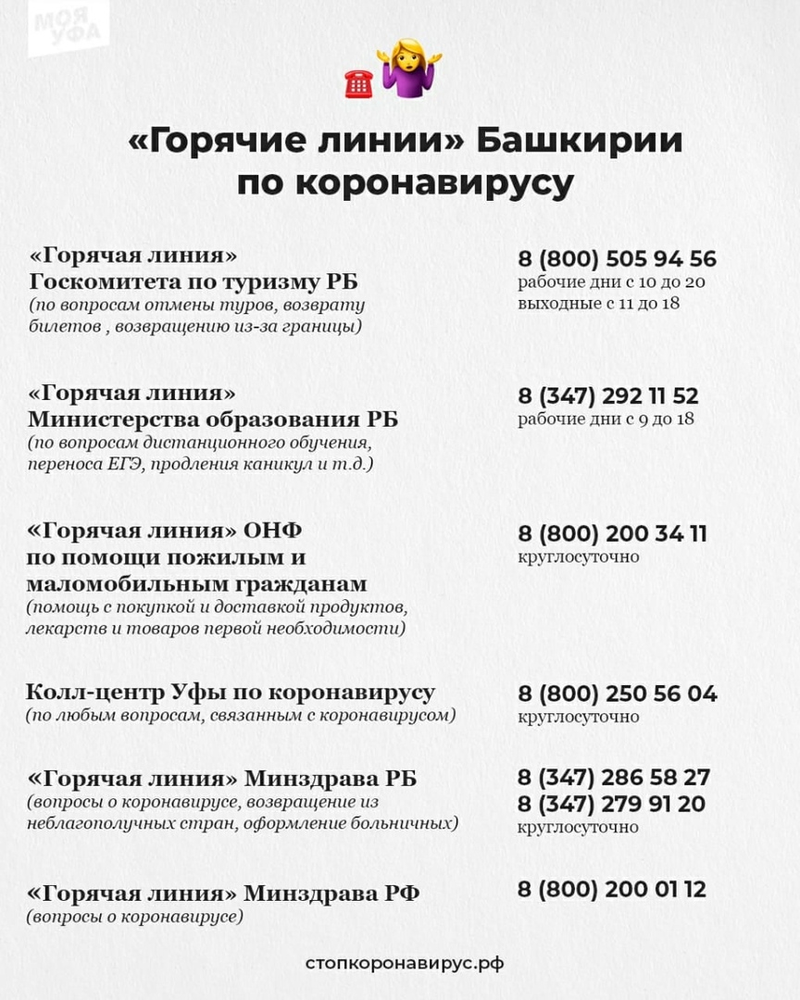 МОЯ
УФА
«Горячие линии» Башкирии
по коронавирусу
«Горячая линия»
Госкомитета по туризму РБ
(по вопросам отмены туров, возврату
билетов , возвращению из-за границы)
8 (800) 505 94 56
рабочие дни с 10 до 20
выходные с 11 до 18
«Горячая линия»
Министерства образования РБ
(по вопросам дистанционного обучения,
переноса ЕГЭ, продления каникул и т.д.)
8 (347) 292 11 52
рабочие дни с 9 до 18
«Горячая линия» ОНФ
по помощи пожилым и
маломобильным гражданам
(помощь с покупкой и доставкой продуктов,
лекарств и товаров первой необходимости)
8 (800) 200 34 11
круглосуточно
Колл-центр Уфы по коронавирусу
(по любым вопросам, связанным с коронавирусом)
8 (800) 250 56 04
круглосуточно
«Горячая линия» Минздрава РБ
(вопросы о коронавирусе, возвращение из
неблагополучных стран, оформление больничных)
8 (347) 286 58 27
8 (347) 279 91 20
круглосуточно
«Горячая линия» Минздрава РФ
(вопросы о коронавирусе)
8 (800) 200 01 12
стопкоронавирус.рф